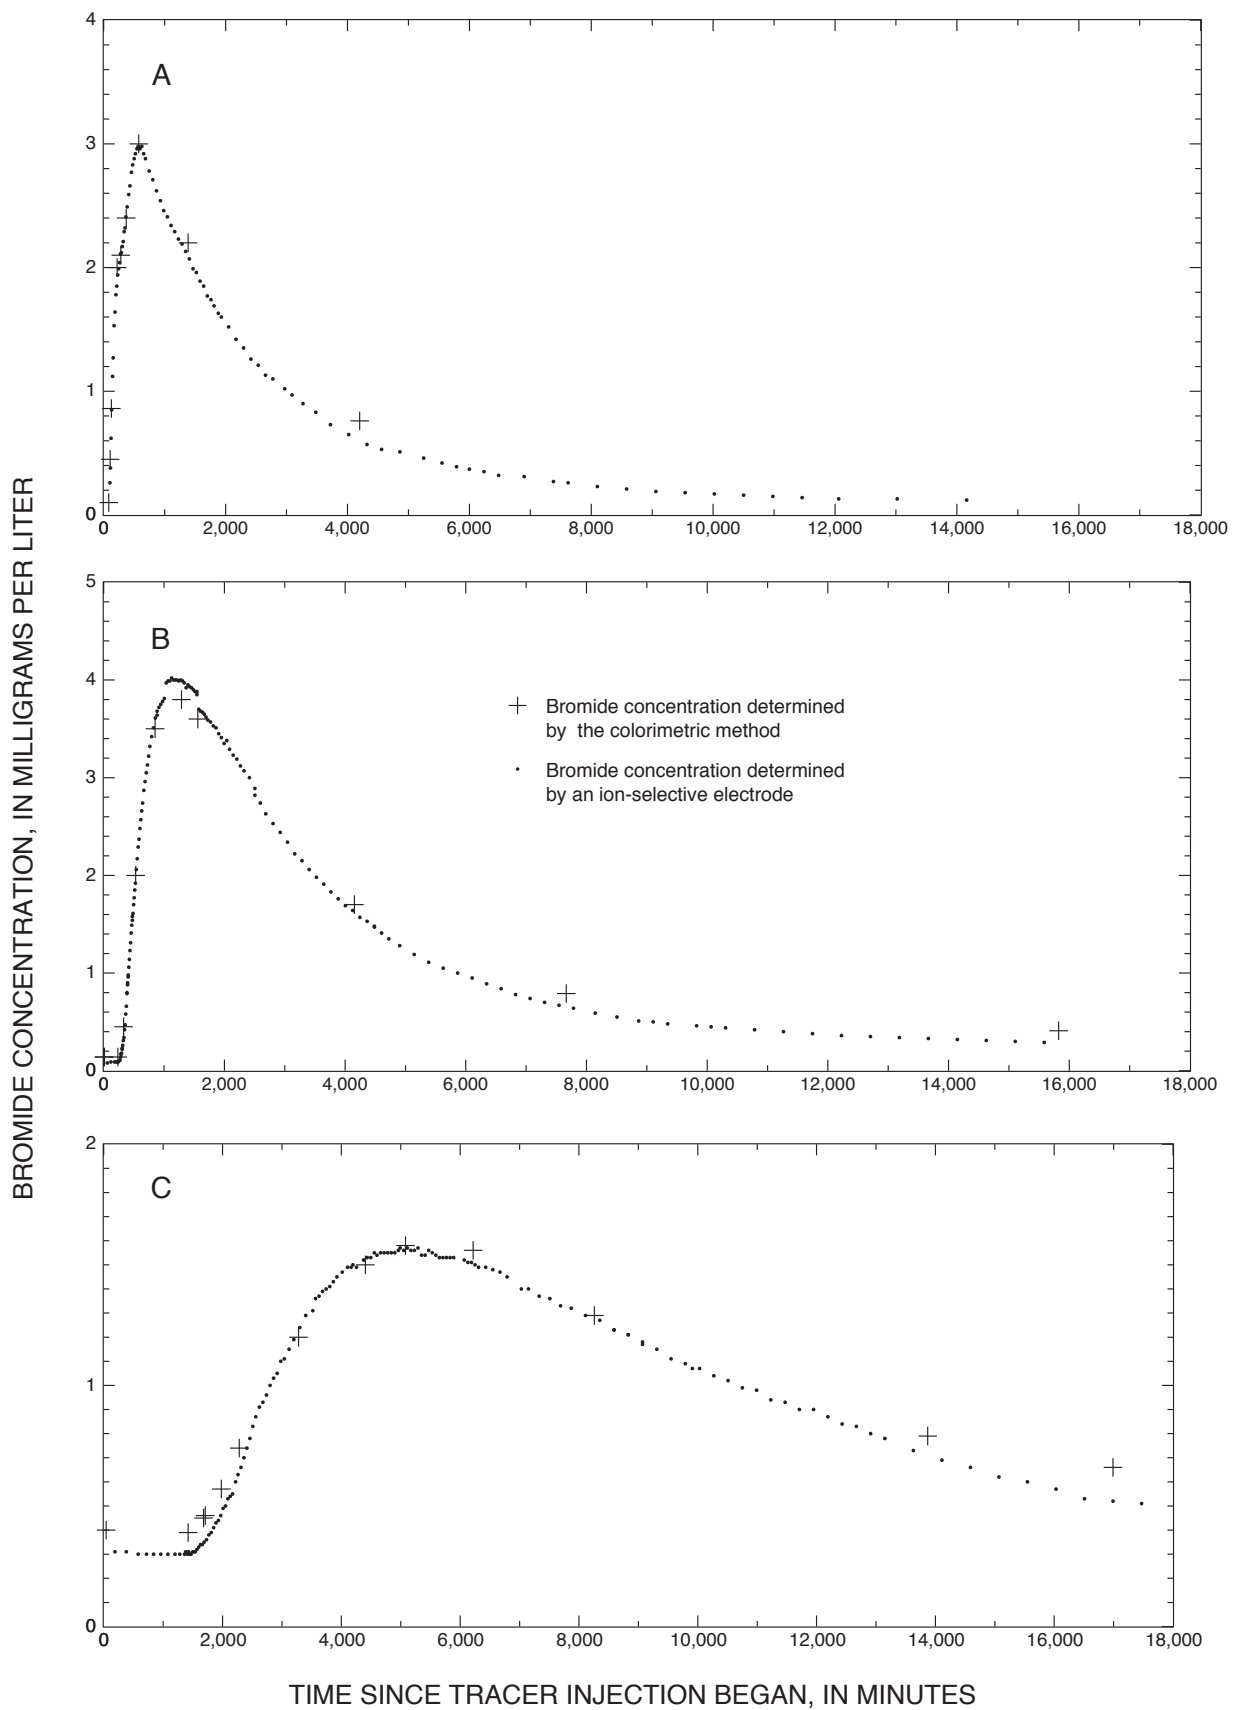 BROMIDE CONCENTRATION, IN MILLIGRAMS PER LITER
4
A
3
2
1
0
0 2,000 4,000 6,000 8,000 10,000 12,000 14,000 16,000 18,000
5
B
4
Bromide concentration determined
by the colorimetric method
Bromide concentration determined
by an ion-selective electrode
3
2
1
0
0 2,000 4,000 6,000 8,000 10,000 12,000 14,000 16,000 18,000
2
C
1
0
0 2,000 4,000 6,000 8,000 10,000 12,000 14,000 16,000 18,000
TIME SINCE TRACER INJECTION BEGAN, IN MINUTES